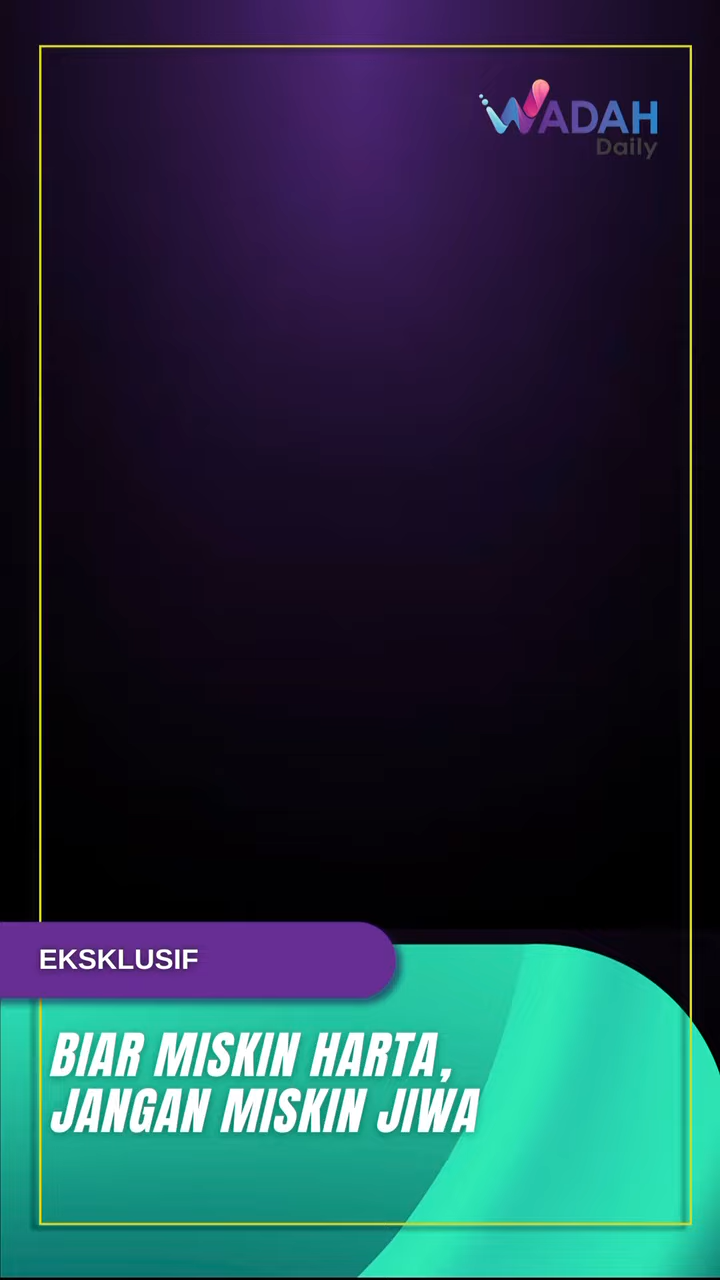 WADAH
Daily
EKSKLUSIF
BIAR MISKIN HARTA,
JANGAN MISKIN JIWA